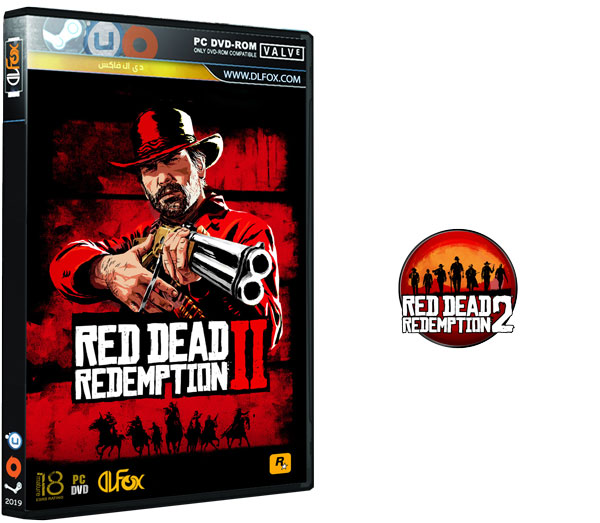 PC DVD-ROM
ONLY DVD-ROM COMPATIBLE
VALVE
دی ال فاکس
WWW.DLFOX.COM
DLFOX
RED DEAD
REDEMPTION II
RED DEAD
REDEMPTION 2
18
PC
DVD
DLFOX
R
2019